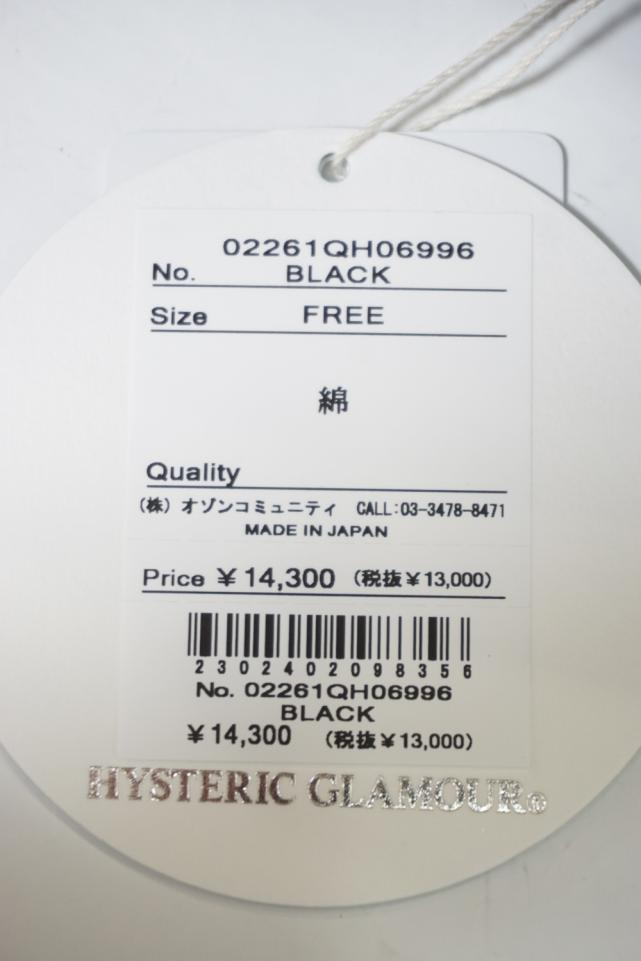 02261QH06996
No. BLACK
Size FREE
綿
Quality
(株) オゾンコミュニティ CALL:03-3478-8471
MADE IN JAPAN
Price ¥14,300 (税抜¥13,000)
2302402098356
No. 02261QH06996
BLACK
¥14,300 (税抜¥13,000)
HYSTERIC GLAMOUR®